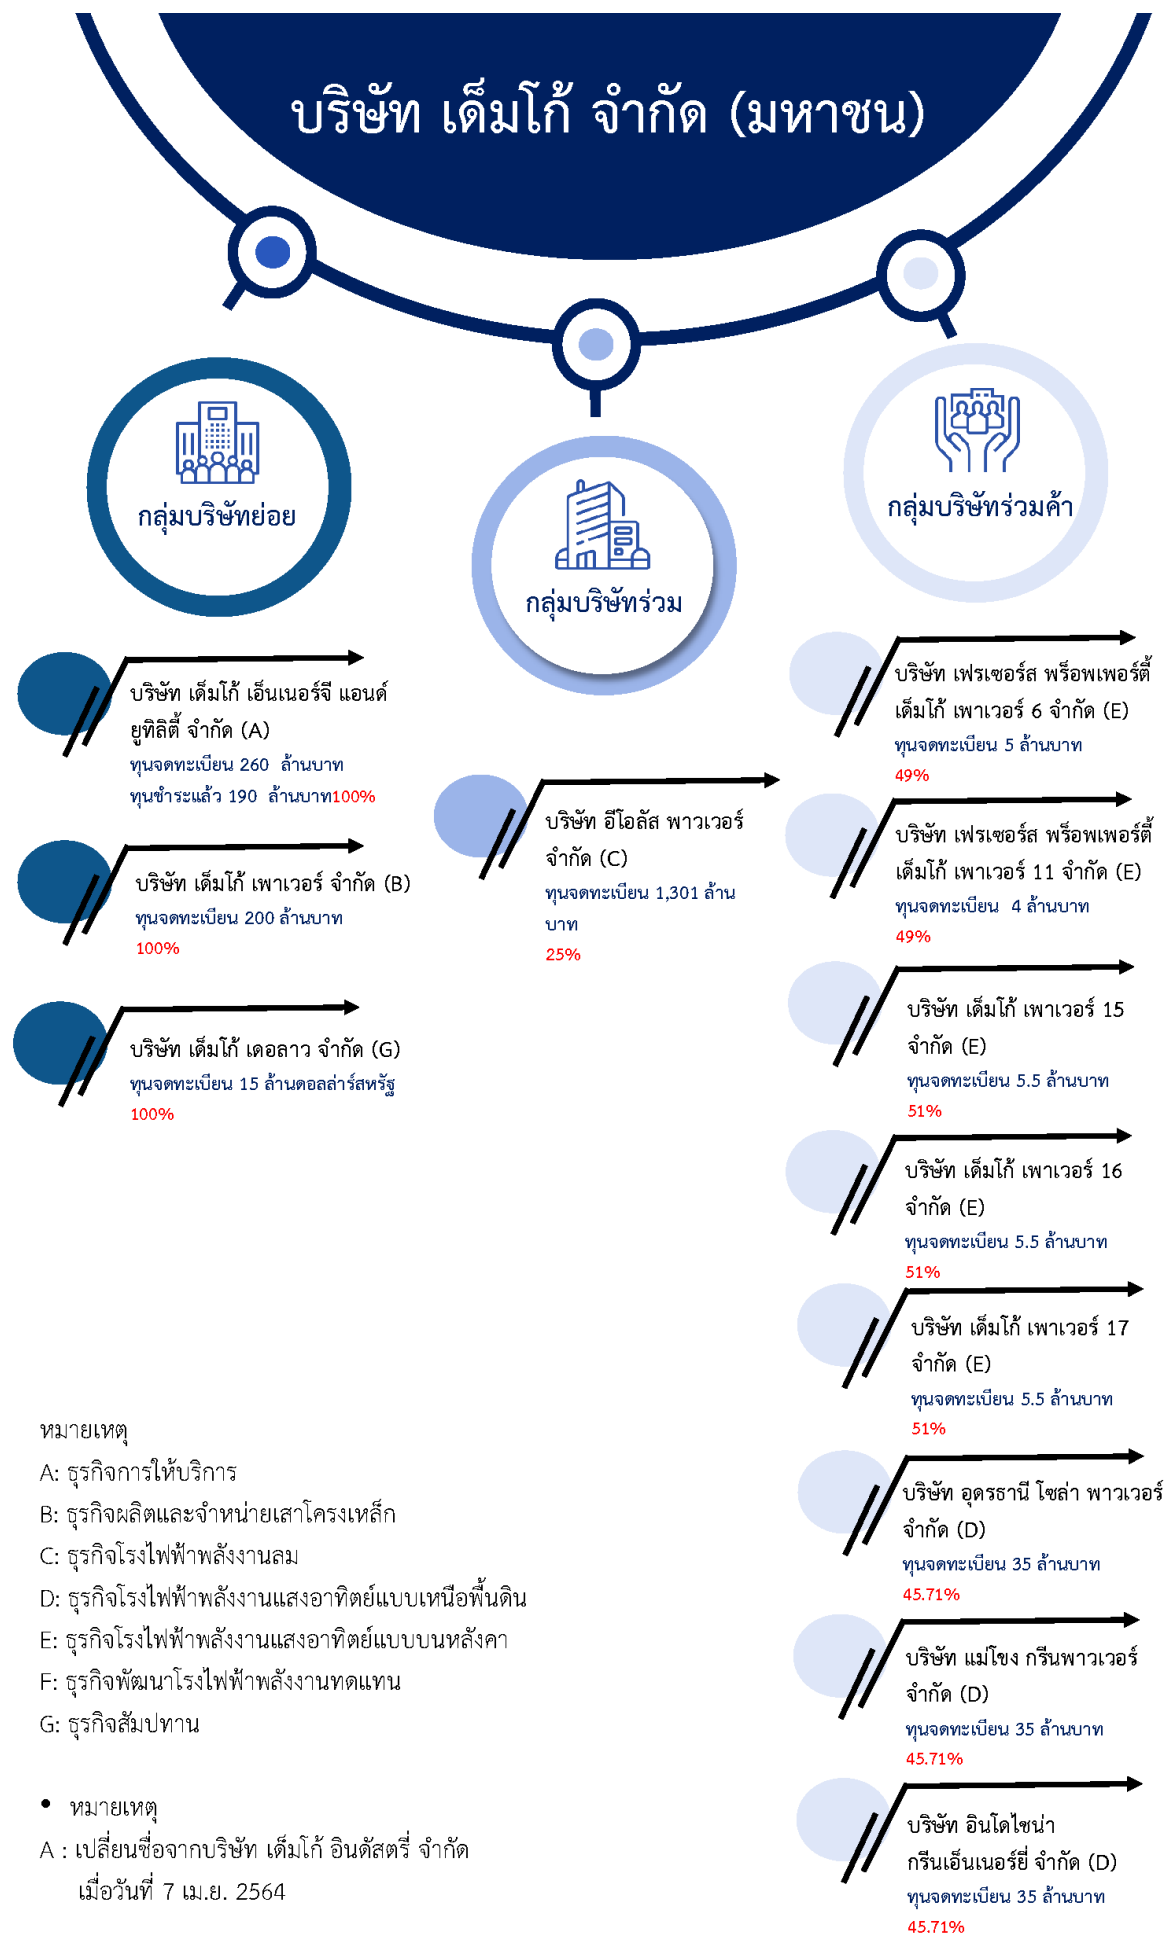 บริษัท เด็มโก้ จำกัด (มหาชน)
กลุ่มบริษัทย่อย
บริษัท เด็มโก้ เอ็นเนอร์จี แอนด์
ยูทิลิตี้ จำกัด (A)
ทุนจดทะเบียน 260 ล้านบาท
ทุนชำระแล้ว 190 ล้านบาท100%
บริษัท เด็มโก้ เพาเวอร์ จำกัด (B)
ทุนจดทะเบียน 200 ล้านบาท
100%
บริษัท เด็มโก้ เดอลาว จำกัด (G)
ทุนจดทะเบียน 15 ล้านดอลล่าร์สหรัฐ
100%
กลุ่มบริษัทร่วม
บริษัท อีโอลัส พาวเวอร์
จำกัด (C)
ทุนจดทะเบียน 1,301 ล้าน
บาท
25%
กลุ่มบริษัทร่วมค้า
บริษัท เฟรเซอร์ส พร็อพเพอร์ตี้
เด็มโก้ เพาเวอร์ 6 จำกัด (E)
ทุนจดทะเบียน 5 ล้านบาท
49%
บริษัท เฟรเซอร์ส พร็อพเพอร์ตี้
เด็มโก้ เพาเวอร์ 11 จำกัด (E)
ทุนจดทะเบียน 4 ล้านบาท
49%
บริษัท เด็มโก้ เพาเวอร์ 15
จำกัด (E)
ทุนจดทะเบียน 5.5 ล้านบาท
51%
บริษัท เด็มโก้ เพาเวอร์ 16
จำกัด (E)
ทุนจดทะเบียน 5.5 ล้านบาท
51%
บริษัท เด็มโก้ เพาเวอร์ 17
จำกัด (E)
ทุนจดทะเบียน 5.5 ล้านบาท
51%
บริษัท อุดรธานี โซล่า พาวเวอร์
จำกัด (D)
ทุนจดทะเบียน 35 ล้านบาท
45.71%
บริษัท แม่โขง กรีนพาวเวอร์
จำกัด (D)
ทุนจดทะเบียน 35 ล้านบาท
45.71%
บริษัท อินโดไชน่า
กรีนเอ็นเนอร์ยี่ จำกัด (D)
ทุนจดทะเบียน 35 ล้านบาท
45.71%
หมายเหตุ
A: ธุรกิจการให้บริการ
B: ธุรกิจผลิตและจำหน่ายเสาโครงเหล็ก
C: ธุรกิจโรงไฟฟ้าพลังงานลม
D: ธุรกิจโรงไฟฟ้าพลังงานแสงอาทิตย์แบบเหนือพื้นดิน
E: ธุรกิจโรงไฟฟ้าพลังงานแสงอาทิตย์แบบบนหลังคา
F: ธุรกิจพัฒนาโรงไฟฟ้าพลังงานทดแทน
G: ธุรกิจสัมปทาน
• หมายเหตุ
A : เปลี่ยนชื่อจากบริษัท เด็มโก้ อินดัสตรี่ จำกัด
เมื่อวันที่ 7 เม.ย. 2564